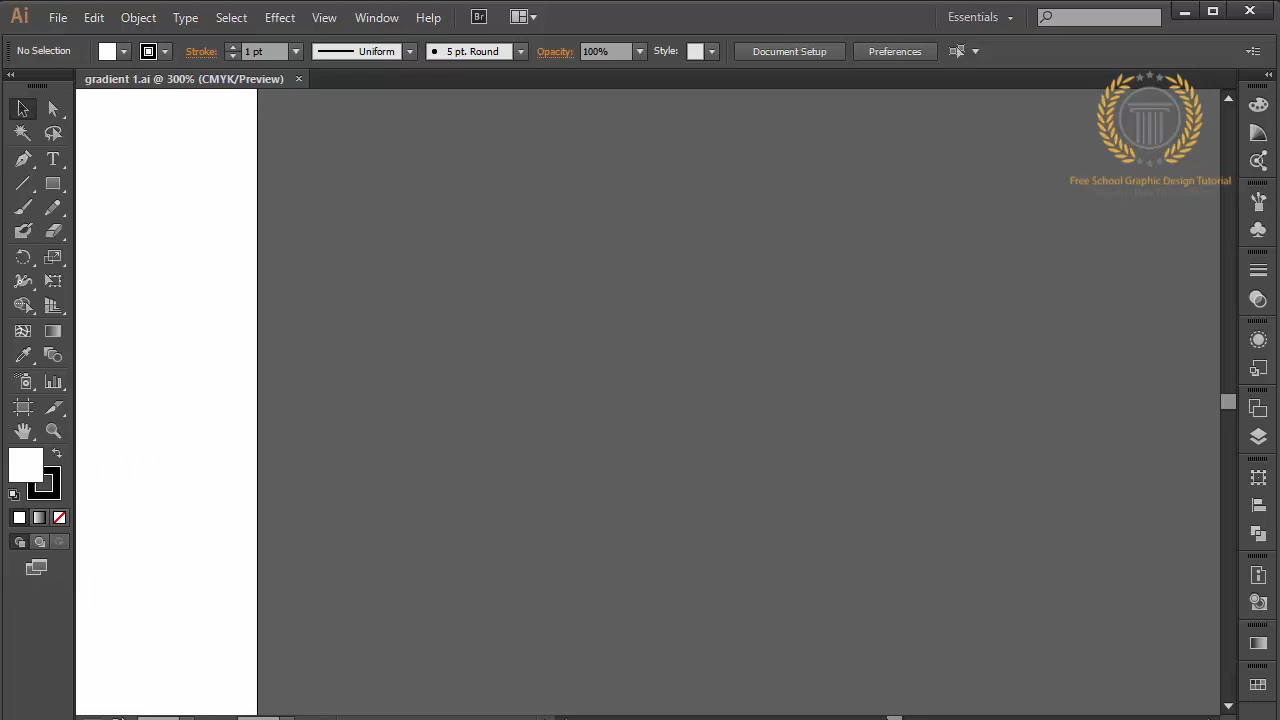 Ai File Edit Object Type Select Effect View Window Help Br Essentials
No Selection Stroke: 1 pt Uniform 5 pt. Round Opacity: 100% Style: Document Setup Preferences
gradient 1.ai @ 300% (CMYK/Preview) ×
Free School Graphic Design Tutorial